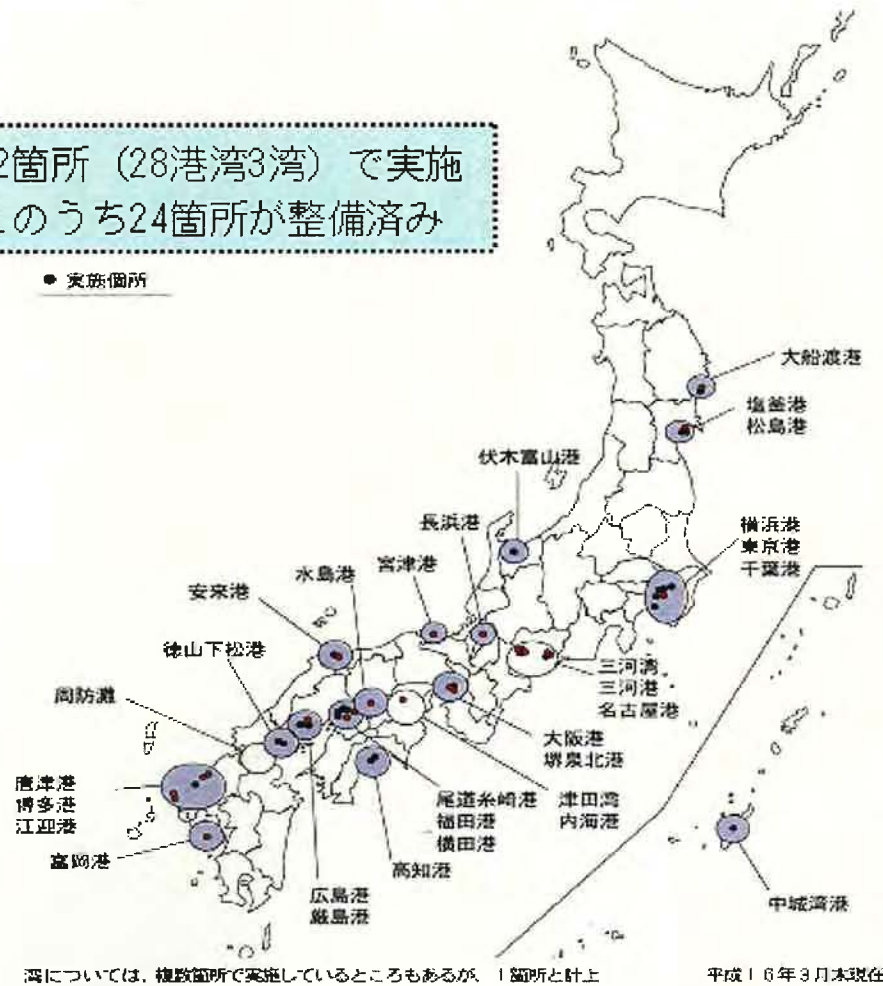 2箇所（28港湾3湾）で実施
のうち24箇所が整備済み
● 実施個所
大船渡港
塩釜港
松島港
伏木富山港
長浜港
横浜港
東京港
千葉港
宮津港
水島港
安来港
徳山下松港
周防灘
三河湾
三河港
名古屋港
大阪港
堺泉北港
唐津港
博多港
江迎港
尾道糸崎港
福田港
横田港
津田湾
内海港
富岡港
高知港
広島港
厳島港
中城湾港
湾については、複数箇所で実施しているところもあるが、1箇所と計上
平成16年3月末現在